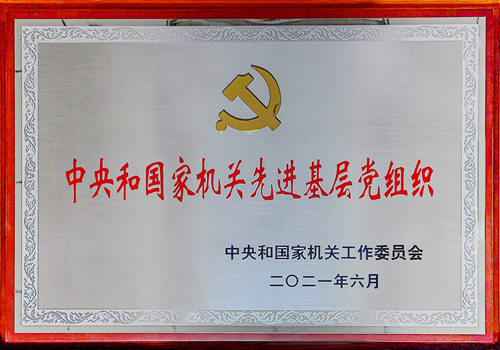 中央和国家机关先进基层党组织
中央和国家机关工作委员会
二〇二一年六月